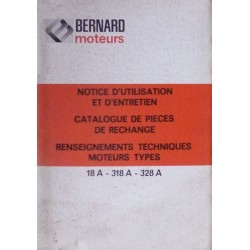 BERNARD
moteurs
NOTICE D'UTILISATION
ET D'ENTRETIEN
CATALOGUE DE PIECES
DE RECHANGE
RENSEIGNEMENTS TECHNIQUES
MOTEURS TYPES
18 A - 318 A - 328 A